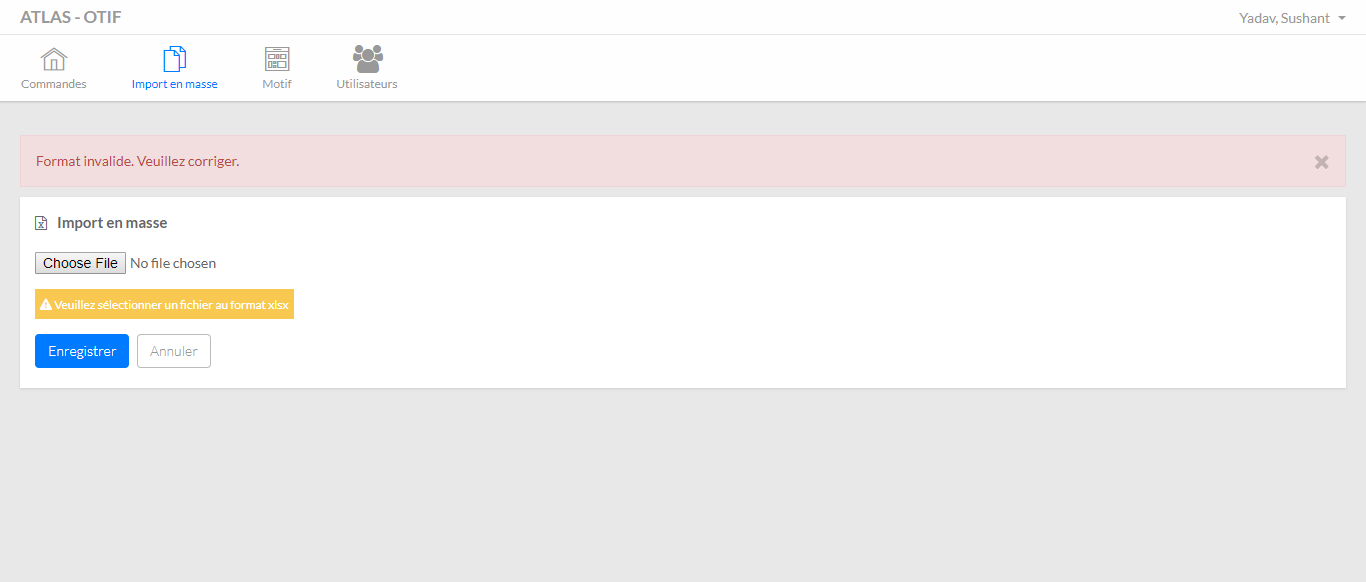 ATLAS - OTIF
Yadav, Sushant
Commandes
Import en masse
Motif
Utilisateurs
Format invalide. Veuillez corriger.
Import en masse
Choose File No file chosen
Veuillez sélectionner un fichier au format xlsx
Enregistrer
Annuler